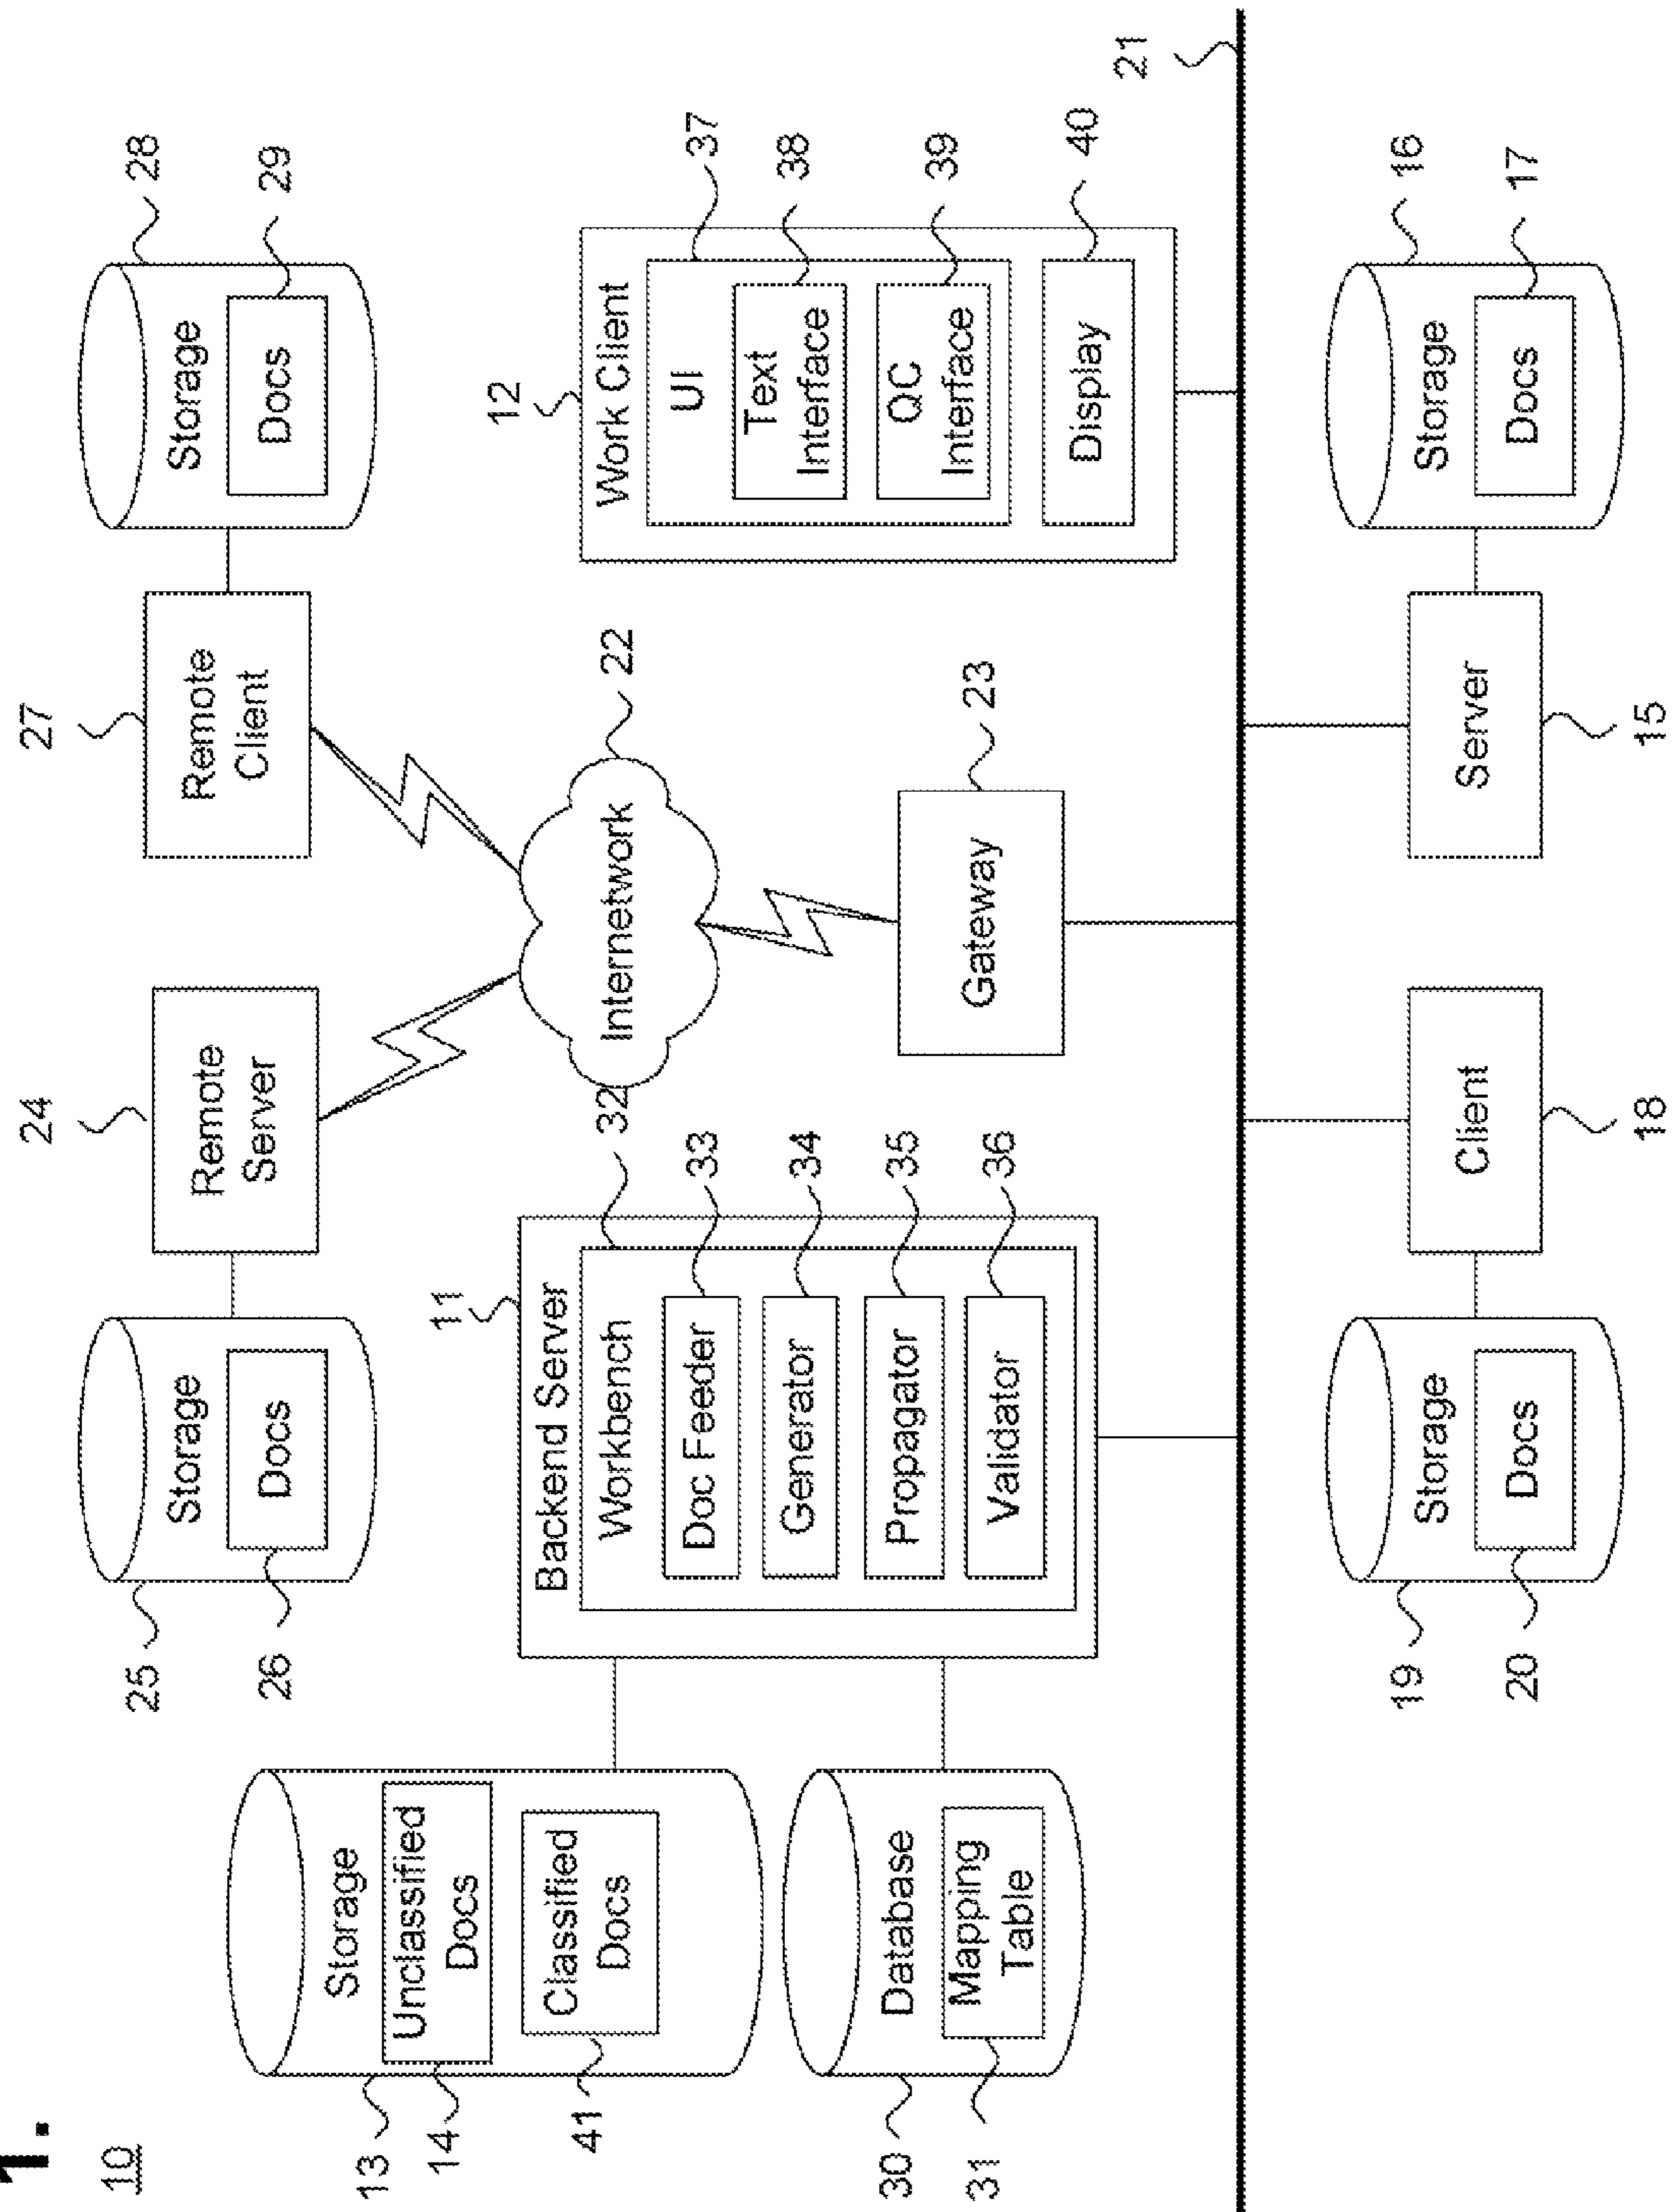 1.
10
24
27
25
Storage
Docs
26
Remote
Server
Remote
Client
Storage
28
Docs
29
13
Storage
Unclassified
Docs
14
Classified
Docs
41
11
Backend Server
Workbench
32
Doc Feeder
33
Generator
34
Propagator
35
Validator
36
Internetwork
22
12
Work Client
UI
37
Text
Interface
38
QC
Interface
39
Display
40
30
Database
Mapping
Table
31
Gateway
23
21
19
Storage
Docs
20
Client
18
Server
15
Storage
16
Docs
17